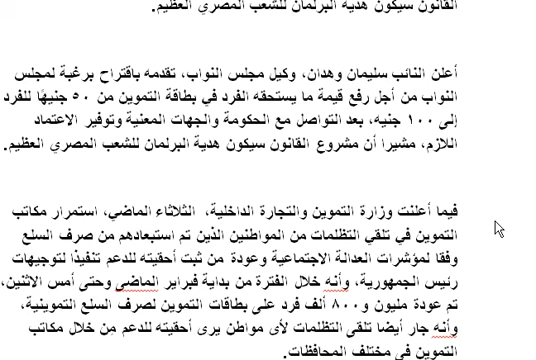 القانون سيكون هدية البرلمان للشعب المصري العظيم.
أعلن النائب سليمان وهدان، وكيل مجلس النواب، تقدمه باقتراح برغبة لمجلس
النواب من أجل رفع قيمة ما يستحقه الفرد في بطاقة التموين من ٥٠ جنيهًا للفرد
إلى ١٠٠ جنيه، بعد التواصل مع الحكومة والجهات المعنية وتوفير الاعتماد
اللازم، مشيرا أن مشروع القانون سيكون هدية البرلمان للشعب المصري العظيم.
فيما أعلنت وزارة التموين والتجارة الداخلية، الثلاثاء الماضي، استمرار مكاتب
التموين في تلقي التظلمات من المواطنين الذين تم استبعادهم من صرف السلع
وفقا لمؤشرات العدالة الاجتماعية وعودة من ثبت أحقيته للدعم تنفيذًا لتوجيهات
رئيس الجمهورية، وأنه خلال الفترة من بداية فبراير الماضى وحتى أمس الاثنين،
تم عودة مليون و٨٠٠ ألف فرد على بطاقات التموين لصرف السلع التموينية،
وأنه جار أيضا تلقى التظلمات لأى مواطن يرى أحقيته للدعم من خلال مكاتب
التموين في مختلف المحافظات.